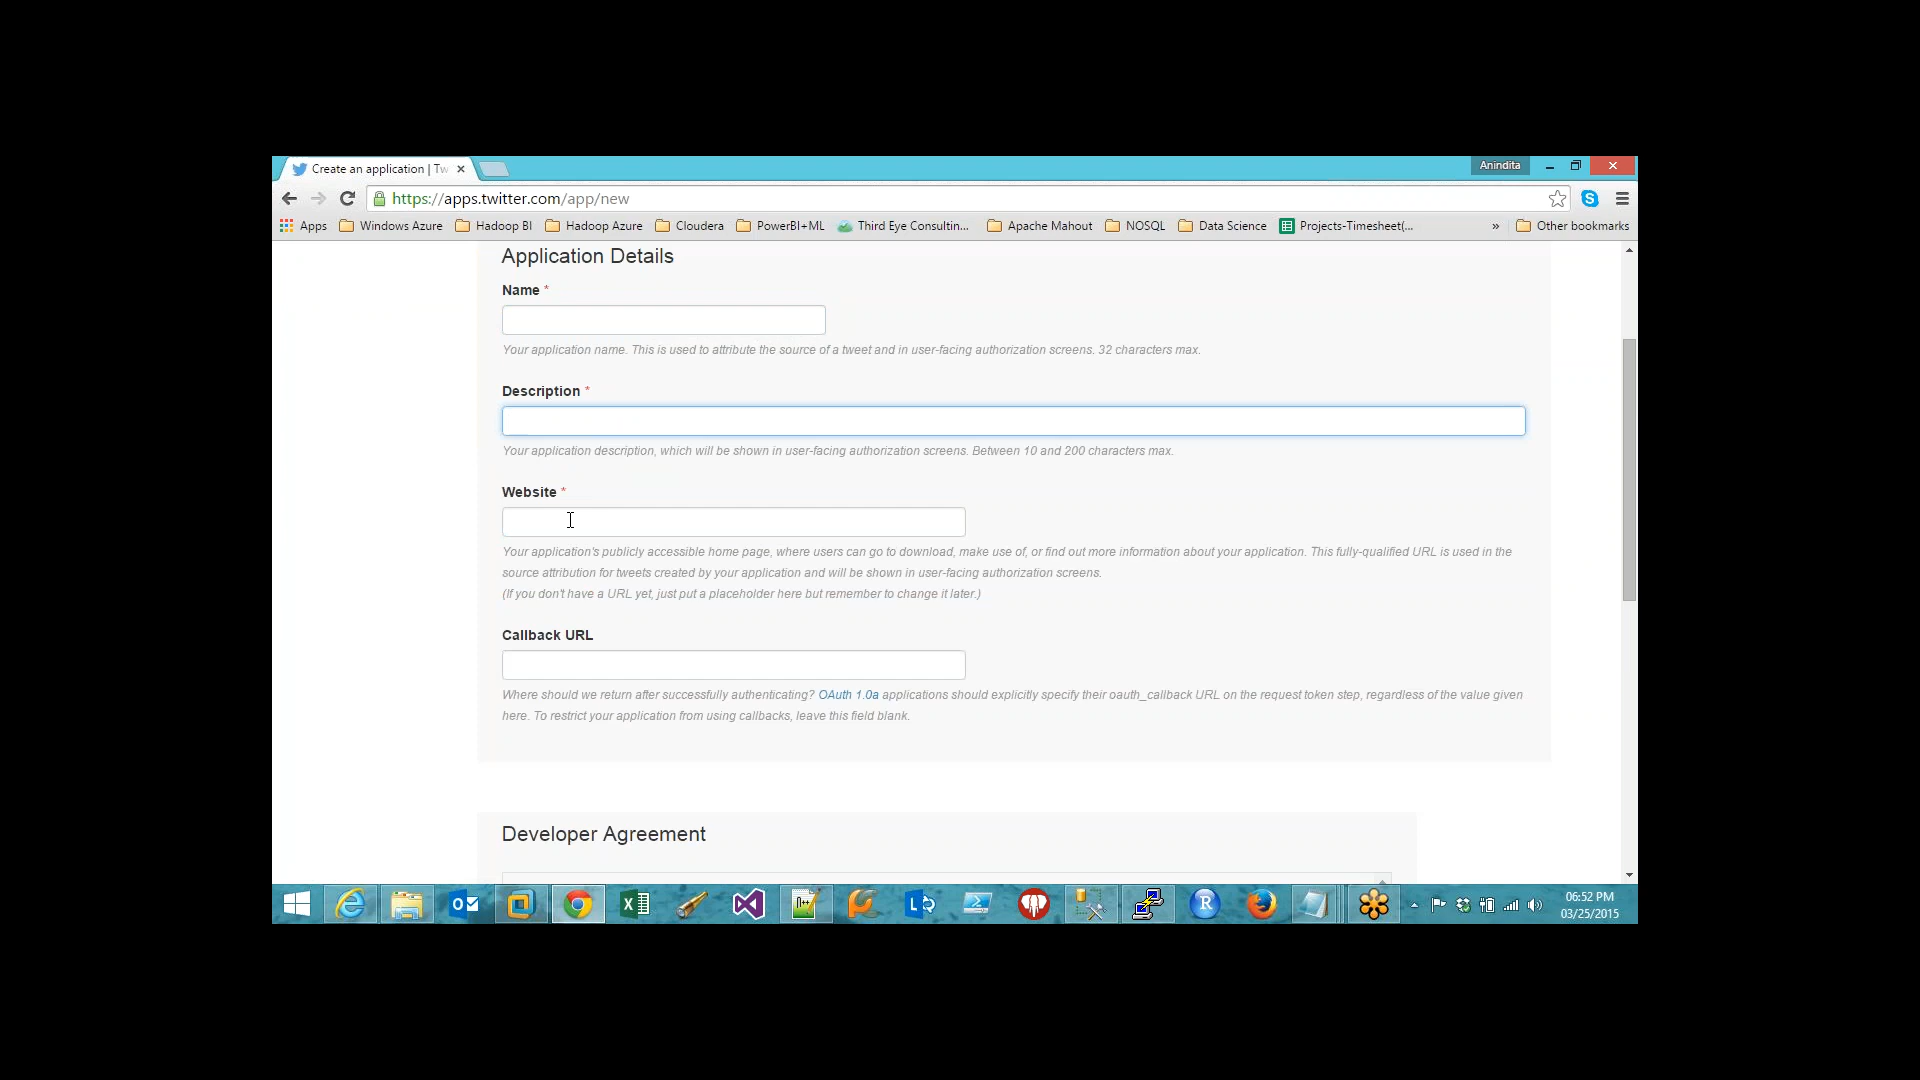 Create an application | Tw
Anindita
https://apps.twitter.com/app/new
Apps Windows Azure Hadoop BI Hadoop Azure Cloudera PowerBI+ML Third Eye Consultin... Apache Mahout NOSQL Data Science Projects-Timesheet(... » Other bookmarks
Application Details
Name *
Your application name. This is used to attribute the source of a tweet and in user-facing authorization screens. 32 characters max.
Description *
Your application description, which will be shown in user-facing authorization screens. Between 10 and 200 characters max.
Website *
Your application's publicly accessible home page, where users can go to download, make use of, or find out more information about your application. This fully-qualified URL is used in the
source attribution for tweets created by your application and will be shown in user-facing authorization screens.
(If you don't have a URL yet, just put a placeholder here but remember to change it later.)
Callback URL
Where should we return after successfully authenticating? OAuth 1.0a applications should explicitly specify their oauth_callback URL on the request token step, regardless of the value given
here. To restrict your application from using callbacks, leave this field blank.
Developer Agreement
06:52 PM
03/25/2015